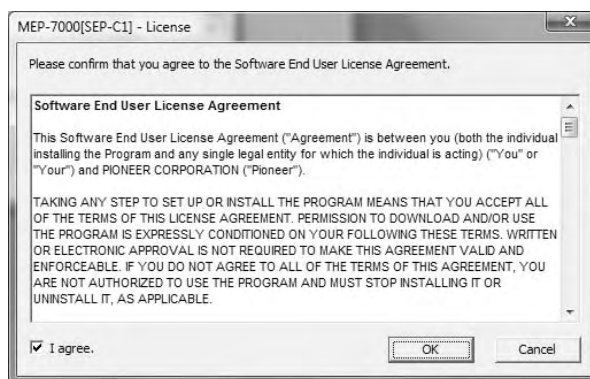 MEP-7000[SEP-C1] - License
Please confirm that you agree to the Software End User License Agreement.
Software End User License Agreement
This Software End User License Agreement ("Agreement") is between you (both the individual
installing the Program and any single legal entity for which the individual is acting) ("You" or
"Your") and PIONEER CORPORATION ("Pioneer").
TAKING ANY STEP TO SET UP OR INSTALL THE PROGRAM MEANS THAT YOU ACCEPT ALL
OF THE TERMS OF THIS LICENSE AGREEMENT. PERMISSION TO DOWNLOAD AND/OR USE
THE PROGRAM IS EXPRESSLY CONDITIONED ON YOUR FOLLOWING THESE TERMS. WRITTEN
OR ELECTRONIC APPROVAL IS NOT REQUIRED TO MAKE THIS AGREEMENT VALID AND
ENFORCEABLE. IF YOU DO NOT AGREE TO ALL OF THE TERMS OF THIS AGREEMENT, YOU
ARE NOT AUTHORIZED TO USE THE PROGRAM AND MUST STOP INSTALLING IT OR
UNINSTALL IT, AS APPLICABLE.
I agree.
OK
Cancel